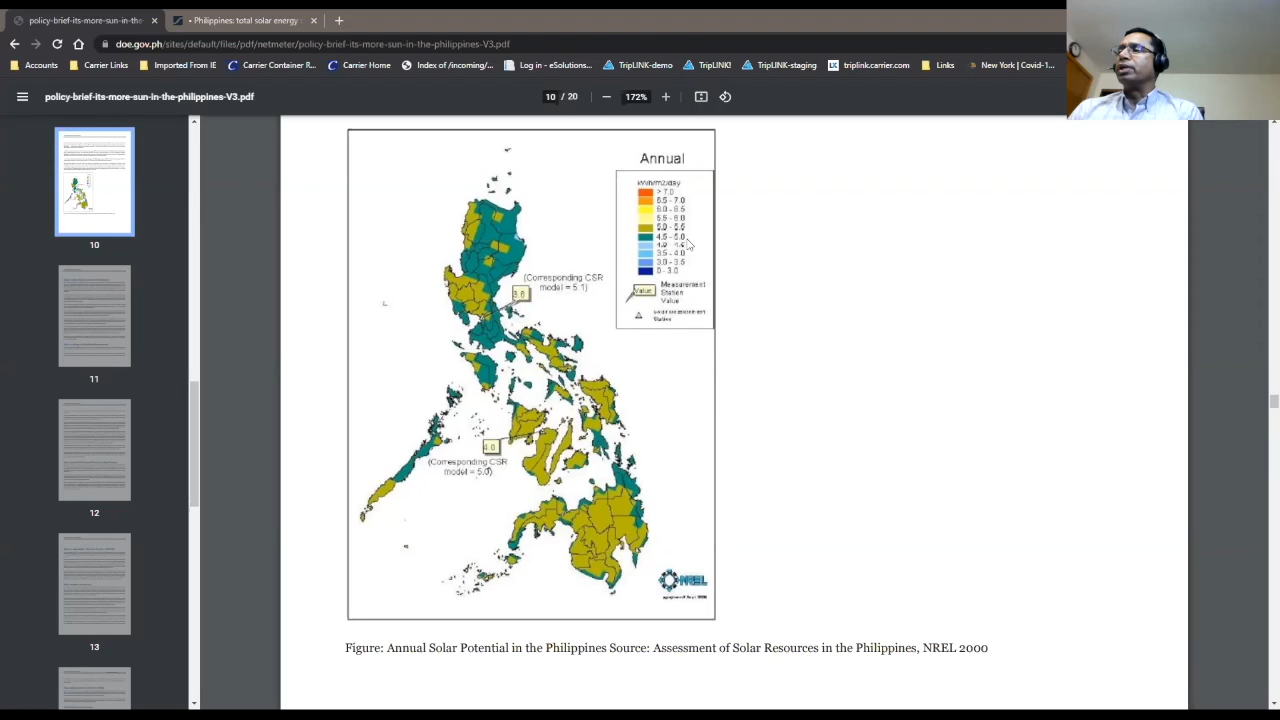 policy-brief-its-more-sun-in-the
Philippines: total solar energy c
doe.gov.ph/sites/default/files/pdf/netmeter/policy-brief-its-more-sun-in-the-philippines-V3.pdf
Accounts
Carrier Links
Imported From IE
Carrier Container R...
Carrier Home
Index of /incoming/...
Log in - eSolutions...
TripLINK-demo
TripLINK!
TripLINK-staging
triplink.carrier.com
Links
New York | Covid-1...
policy-brief-its-more-sun-in-the-philippines-V3.pdf
10 / 20
172%
10
11
12
13
Annual
kWh/m2/day
> 7.0
6.5 - 7.0
6.0 - 6.5
5.5 - 6.0
5.0 - 5.5
4.5 - 5.0
4.0 - 4.5
3.5 - 4.0
3.0 - 3.5
0 - 3.0
Value
Measurement
Station
Value
(Corresponding CSR
model = 5.1)
4.0
(Corresponding CSR
model = 5.0)
NREL
Figure: Annual Solar Potential in the Philippines Source: Assessment of Solar Resources in the Philippines, NREL 2000